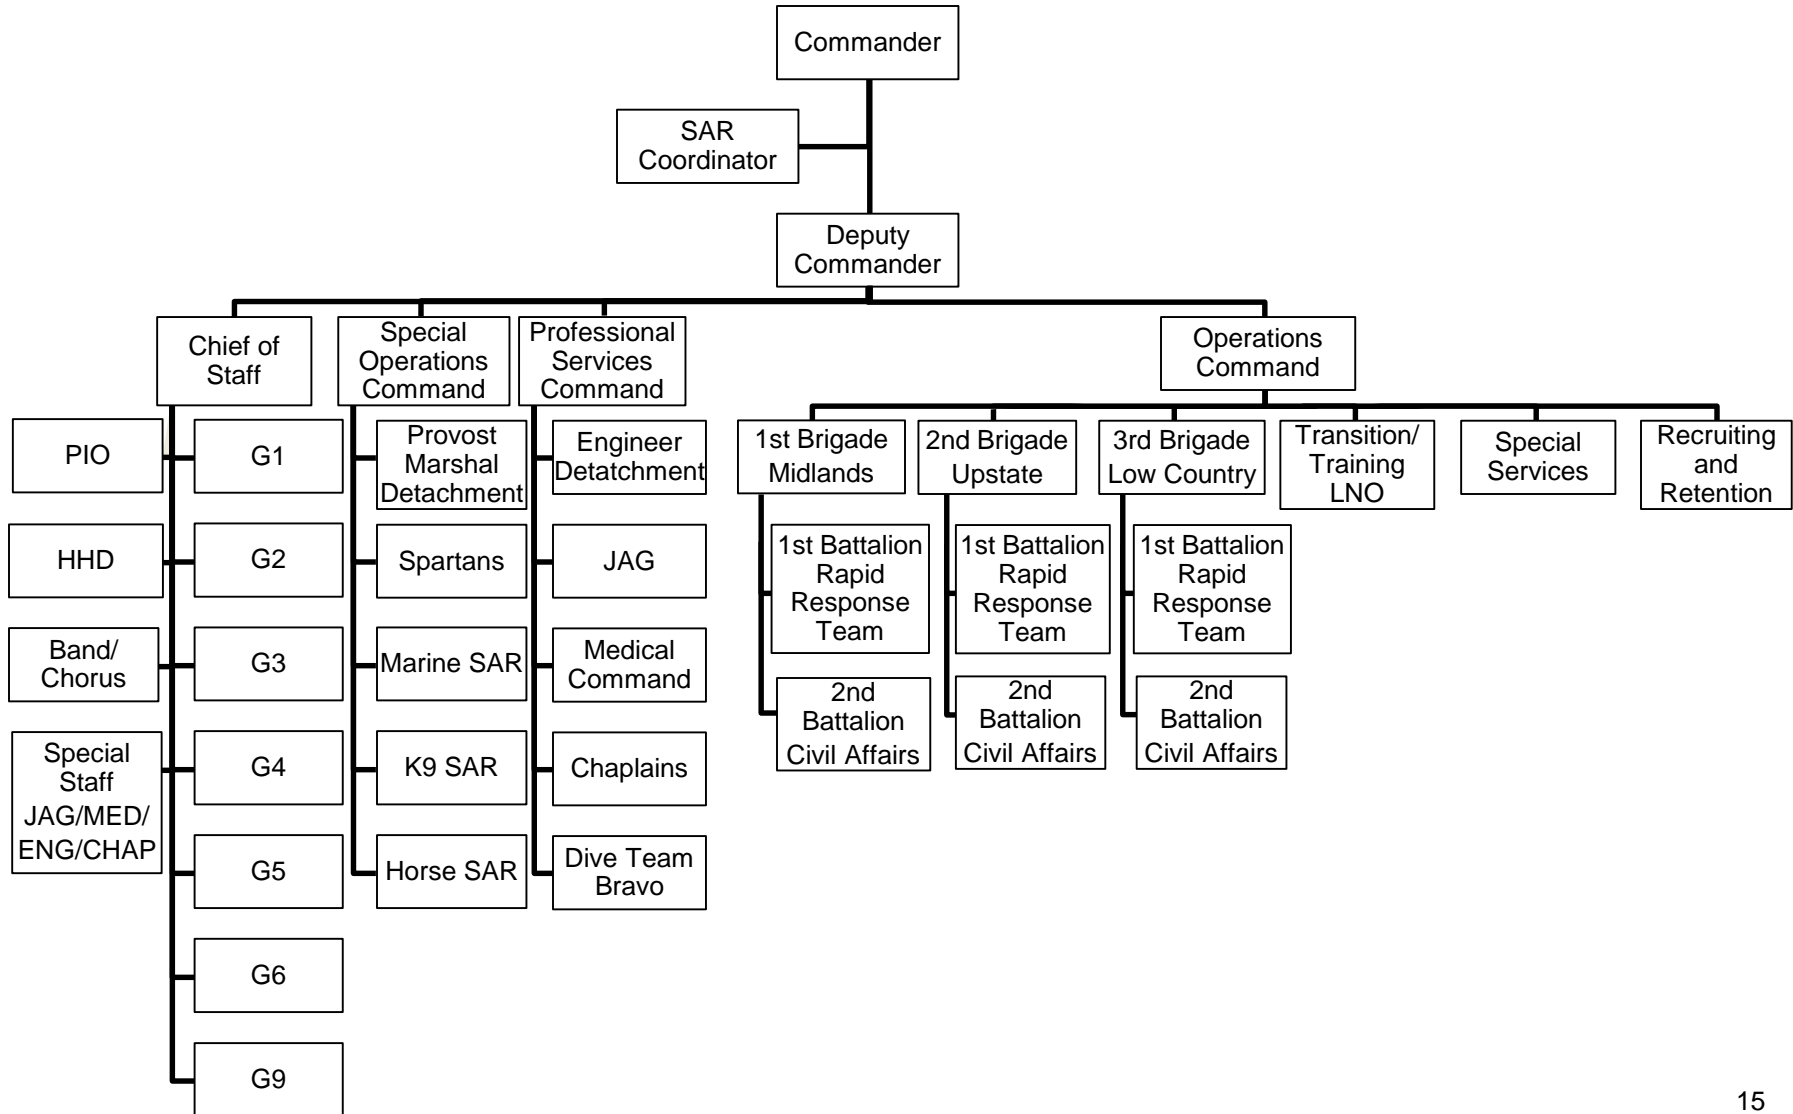 Commander
SAR
Coordinator
Deputy
Commander
Chief of
Staff
Special
Operations
Command
Professional
Services
Command
Operations
Command
PIO
HHD
Band/
Chorus
Special
Staff
JAG/MED/
ENG/CHAP
G1
G2
G3
G4
G5
G6
G9
Provost
Marshal
Detachment
Spartans
Marine SAR
K9 SAR
Horse SAR
Engineer
Detatchment
JAG
Medical
Command
Chaplains
Dive Team
Bravo
1st Brigade
Midlands
1st Battalion
Rapid
Response
Team
2nd
Battalion
Civil Affairs
2nd Brigade
Upstate
1st Battalion
Rapid
Response
Team
2nd
Battalion
Civil Affairs
3rd Brigade
Low Country
1st Battalion
Rapid
Response
Team
2nd
Battalion
Civil Affairs
Transition/
Training
LNO
Special
Services
Recruiting
and
Retention
15